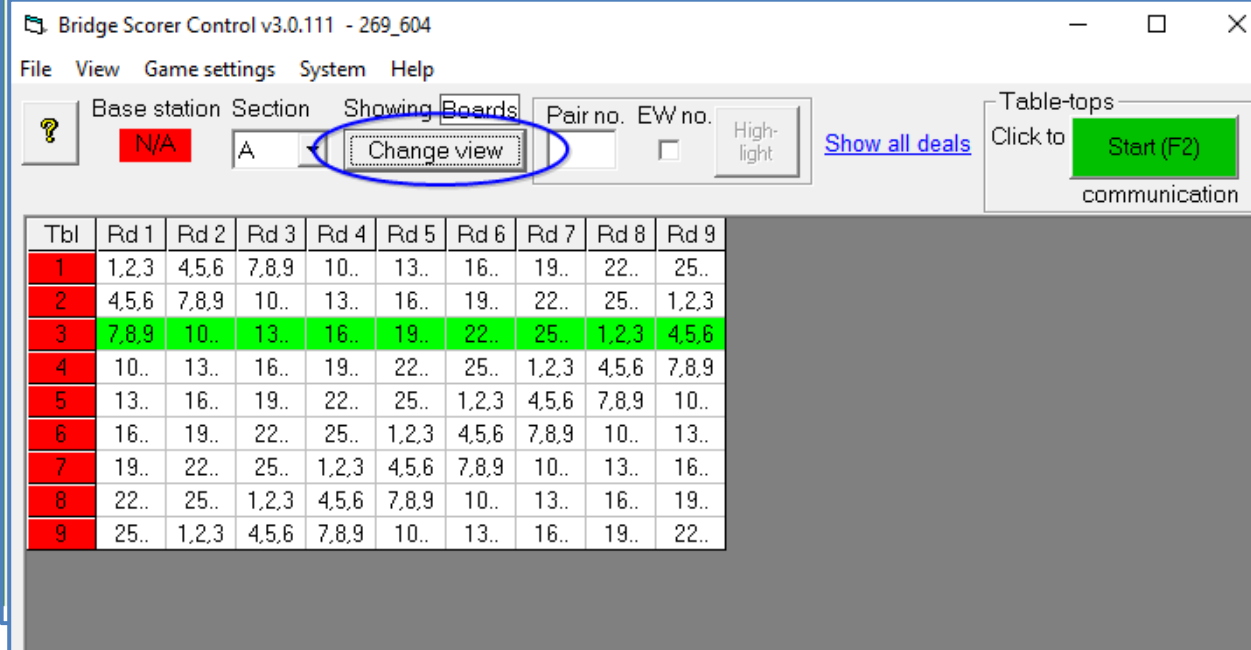 Bridge Scorer Control v3.0.111 - 269_604
File View Game settings System Help
? Base station Section Showing Boards Pair no. EW no. High-light Show all deals Table-tops
N/A A Change view Click to Start (F2)
communication
Tbl Rd 1 Rd 2 Rd 3 Rd 4 Rd 5 Rd 6 Rd 7 Rd 8 Rd 9
1 1,2,3 4,5,6 7,8,9 10.. 13.. 16.. 19.. 22.. 25..
2 4,5,6 7,8,9 10.. 13.. 16.. 19.. 22.. 25.. 1,2,3
3 7,8,9 10.. 13.. 16.. 19.. 22.. 25.. 1,2,3 4,5,6
4 10.. 13.. 16.. 19.. 22.. 25.. 1,2,3 4,5,6 7,8,9
5 13.. 16.. 19.. 22.. 25.. 1,2,3 4,5,6 7,8,9 10..
6 16.. 19.. 22.. 25.. 1,2,3 4,5,6 7,8,9 10.. 13..
7 19.. 22.. 25.. 1,2,3 4,5,6 7,8,9 10.. 13.. 16..
8 22.. 25.. 1,2,3 4,5,6 7,8,9 10.. 13.. 16.. 19..
9 25.. 1,2,3 4,5,6 7,8,9 10.. 13.. 16.. 19.. 22..